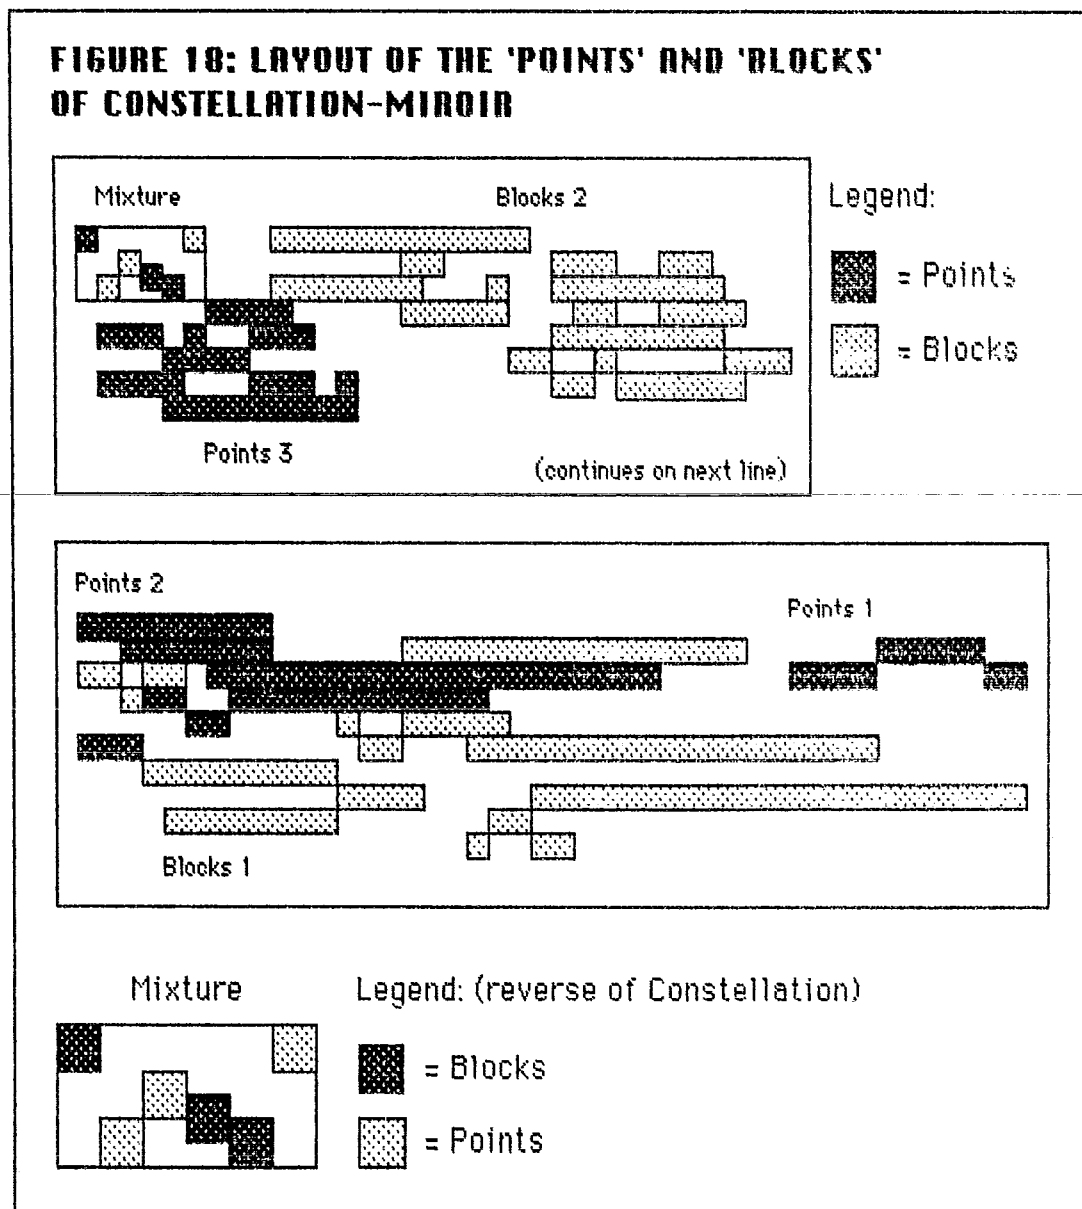 FIGURE 18: LAYOUT OF THE 'POINTS' AND 'BLOCKS'
OF CONSTELLATION-MIROIR
Mixture
Blocks 2
Legend:
= Points
= Blocks
Points 3
(continues on next line)
Points 2
Points 1
Blocks 1
Mixture
Legend: (reverse of Constellation)
= Blocks
= Points